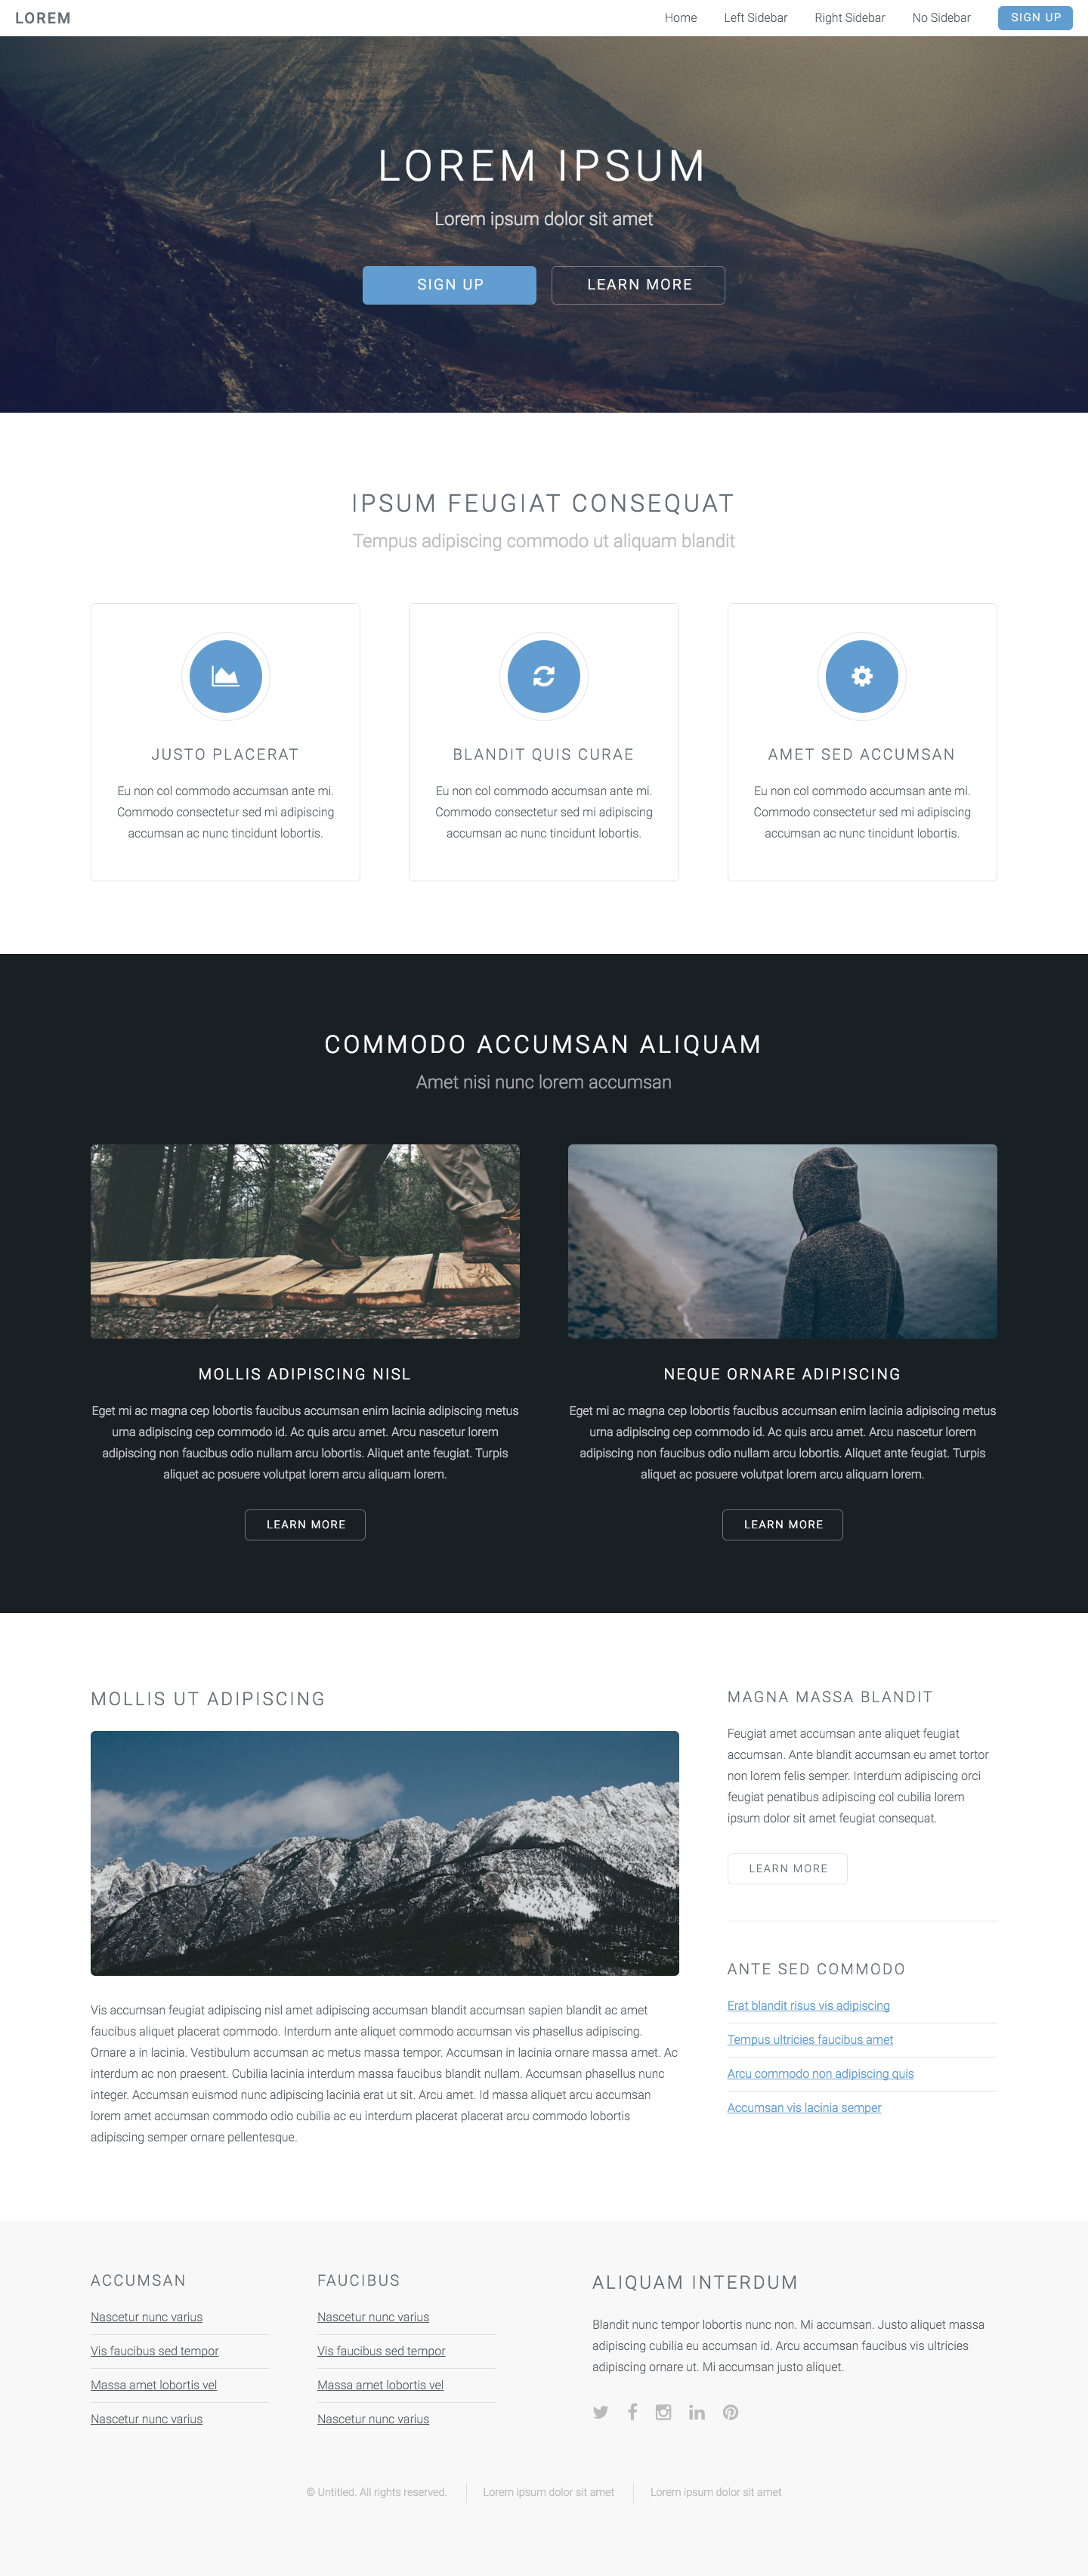 LOREM
Home Left Sidebar Right Sidebar No Sidebar SIGN UP
LOREM IPSUM
Lorem ipsum dolor sit amet
SIGN UP LEARN MORE
IPSUM FEUGIAT CONSEQUAT
Tempus adipiscing commodo ut aliquam blandit
JUSTO PLACERAT
Eu non col commodo accumsan ante mi.
Commodo consectetur sed mi adipiscing
accumsan ac nunc tincidunt lobortis.
BLANDIT QUIS CURAE
Eu non col commodo accumsan ante mi.
Commodo consectetur sed mi adipiscing
accumsan ac nunc tincidunt lobortis.
AMET SED ACCUMSAN
Eu non col commodo accumsan ante mi.
Commodo consectetur sed mi adipiscing
accumsan ac nunc tincidunt lobortis.
COMMODO ACCUMSAN ALIQUAM
Amet nisi nunc lorem accumsan
MOLLIS ADIPISCING NISL
Eget mi ac magna cep lobortis faucibus accumsan enim lacinia adipiscing metus
urna amet adipiscing cep commodo id. Ac quis arcu amet. Arcu nascetur lorem
adipiscing non faucibus odio nullam arcu lobortis. Aliquet ante feugiat. Turpis
aliquet ac posuere volutpat lorem arcu aliquam lorem.
LEARN MORE
NEQUE ORNARE ADIPISCING
Eget mi ac magna cep lobortis faucibus accumsan enim lacinia adipiscing metus
urna amet adipiscing cep commodo id. Ac quis arcu amet. Arcu nascetur lorem
adipiscing non faucibus odio nullam arcu lobortis. Aliquet ante feugiat. Turpis
aliquet ac posuere volutpat lorem arcu aliquam lorem.
LEARN MORE
MOLLIS UT ADIPISCING
Vis accumsan feugiat adipiscing nisl amet adipiscing accumsan blandit accumsan sapien blandit ac amet
faucibus aliquet placerat commodo. Interdum ante aliquet commodo accumsan vis phasellus adipiscing.
Ornare a in lacinia. Vestibulum accumsan ac metus massa tempor. Accumsan in lacinia ornare massa amet. Ac
interdum ac non praesent. Cubilia lacinia interdum massa faucibus blandit nullam. Accumsan phasellus nunc
integer. Accumsan euismod nunc adipiscing lacinia erat ut sit. Arcu amet. Id massa aliquet arcu accumsan
lorem amet accumsan commodo odio cubilia ac eu interdum placerat placerat arcu commodo lobortis
adipiscing semper ornare pellentesque.
MAGNA MASSA BLANDIT
Feugiat amet accumsan ante aliquet feugiat
accumsan. Ante blandit accumsan eu amet tortor
non lorem felis semper. Interdum adipiscing orci
feugiat penatibus adipiscing col cubilia lorem
ipsum dolor sit amet feugiat consequat.
LEARN MORE
ANTE SED COMMODO
Erat blandit risus vis adipiscing
Tempus ultricies faucibus amet
Arcu commodo non adipiscing quis
Accumsan vis lacinia semper
ACCUMSAN
Nascetur nunc varius
Vis faucibus sed tempor
Massa amet lobortis vel
Nascetur nunc varius
FAUCIBUS
Nascetur nunc varius
Vis faucibus sed tempor
Massa amet lobortis vel
Nascetur nunc varius
ALIQUAM INTERDUM
Blandit nunc tempor lobortis nunc non. Mi accumsan. Justo aliquet massa
adipiscing cubilia eu accumsan id. Arcu accumsan faucibus vis ultricies
adipiscing ornare ut. Mi accumsan justo aliquet.
© Untitled. All rights reserved. Lorem ipsum dolor sit amet Lorem ipsum dolor sit amet